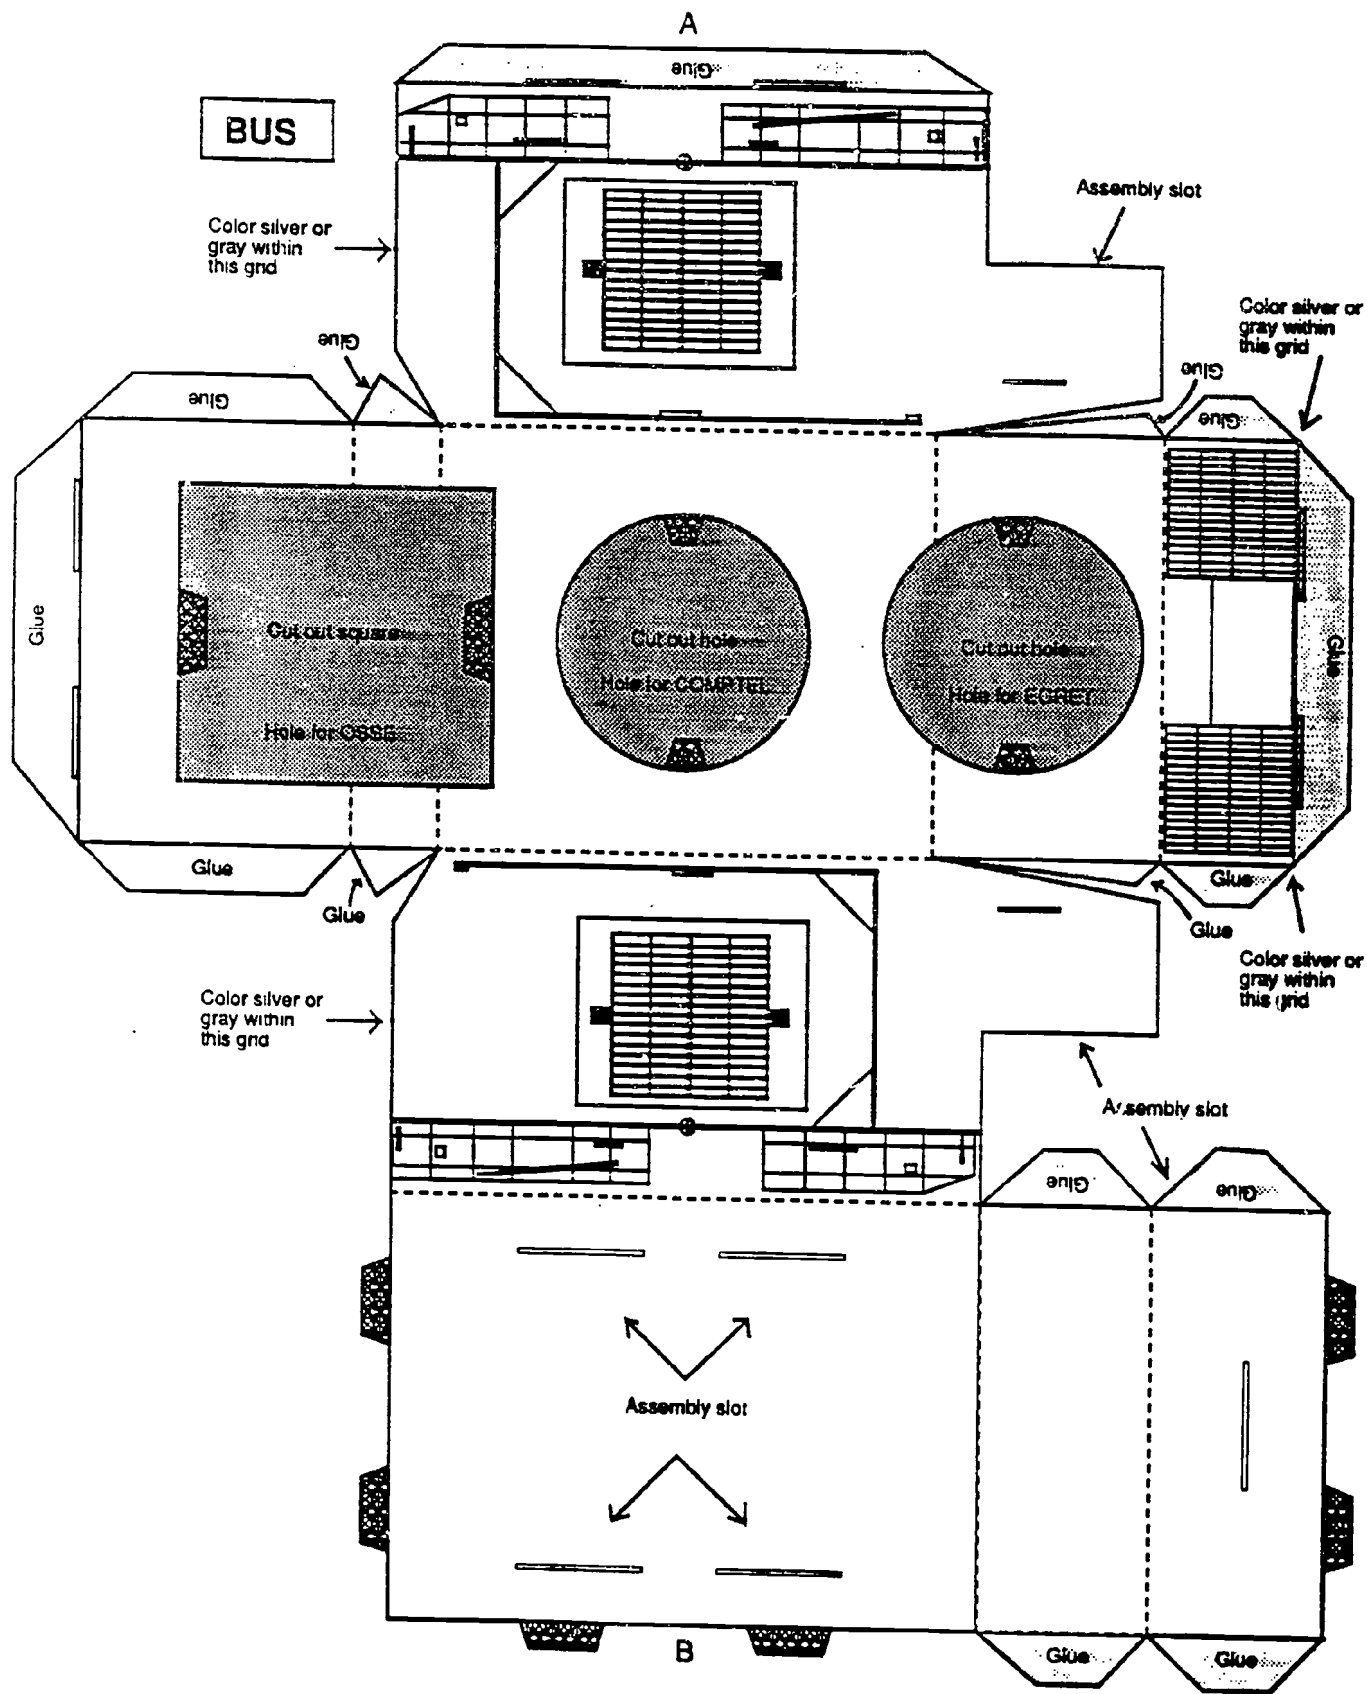 A
Glue
BUS
Assembly slot
Color silver or
gray within
this grid
Color silver or
gray within
this grid
Glue
Glue
Glue
Glue
Glue
Cut out square
Hole for OSSE
Cut out hole
Hole for COMPTEL
Cut out hole
Hole for EGRET
Glue
Glue
Glue
Glue
Glue
Glue
Color silver or
gray within
this grid
Color silver or
gray within
this grid
Assembly slot
Glue
Glue
Assembly slot
B
Glue
Glue